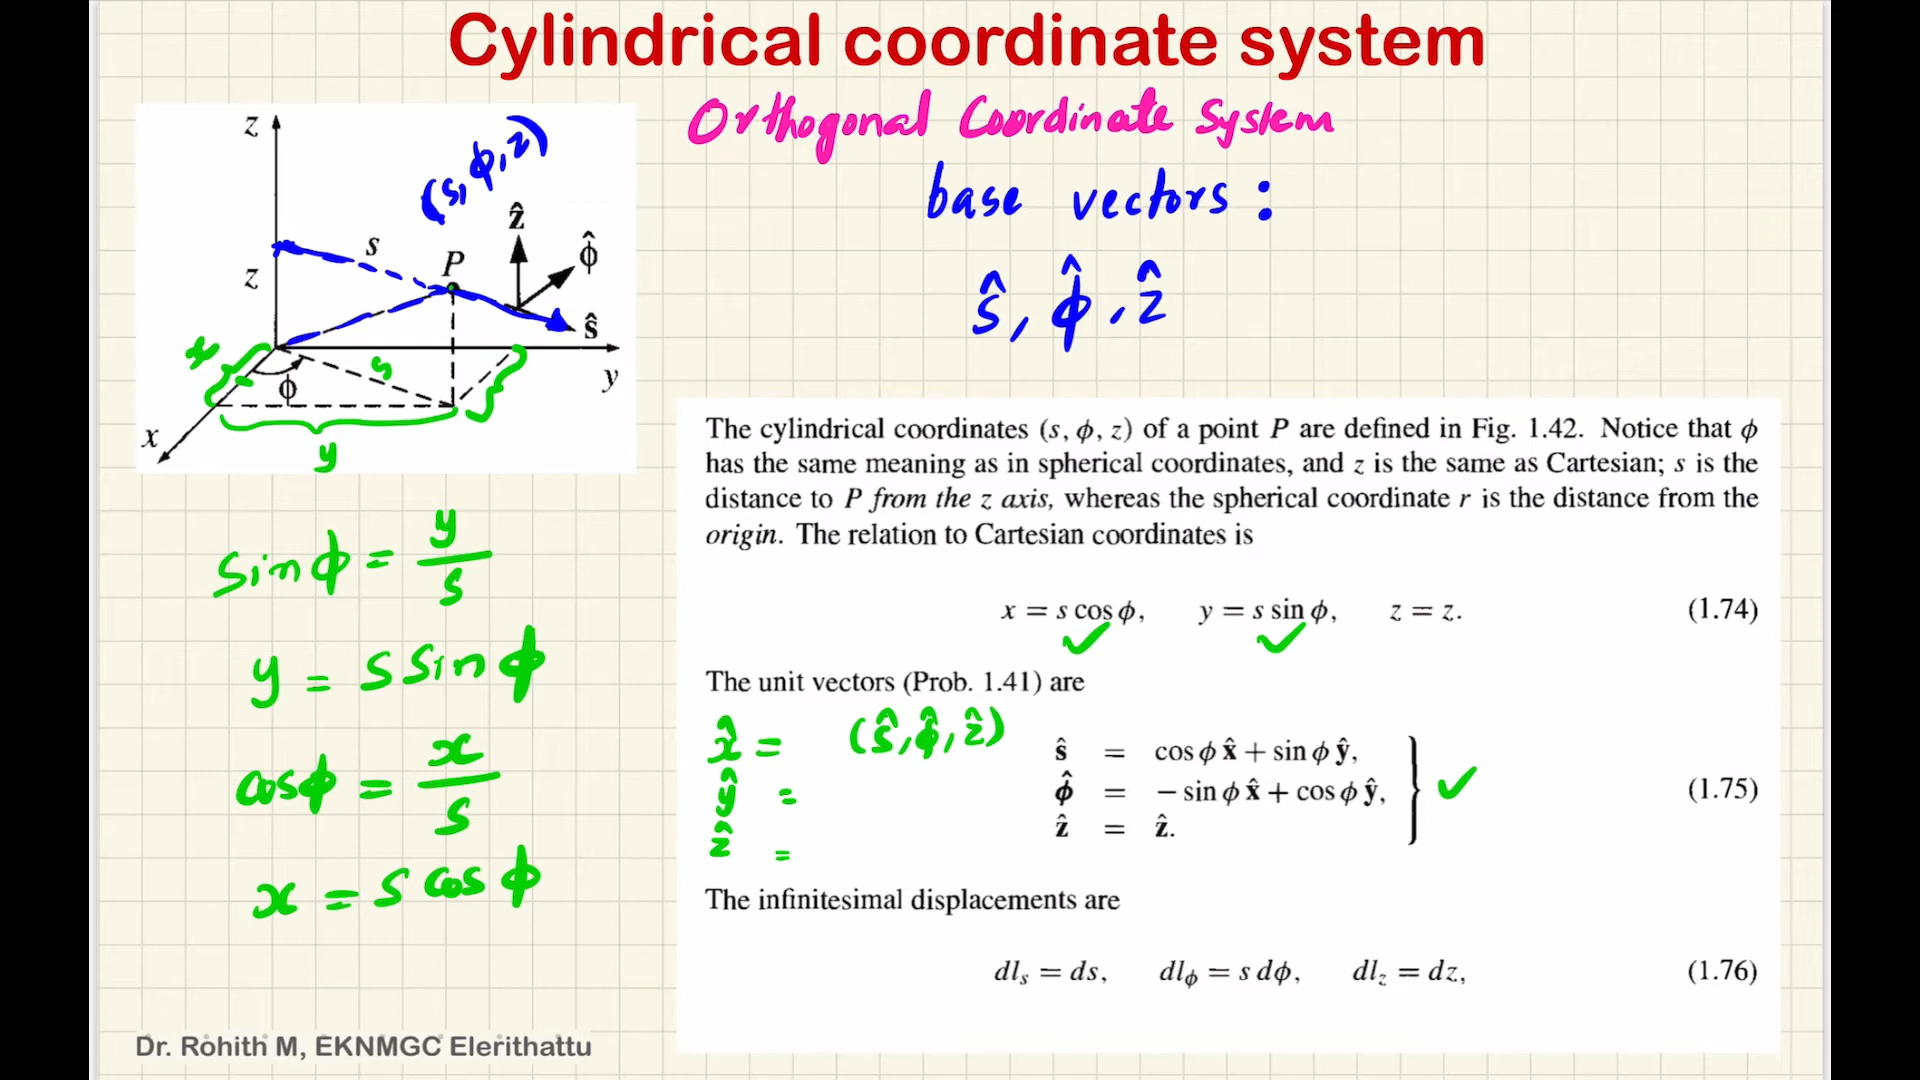 Cylindrical coordinate system
Orthogonal Coordinate System
base vectors :
ŝ, ϕ̂, ẑ
z
(s, ϕ, z)
ẑ
ϕ̂
s
P
z
ŝ
x
s
ϕ
y
x
y
sin ϕ = y/s
y = s sin ϕ
cos ϕ = x/s
x = s cos ϕ
The cylindrical coordinates (s, ϕ, z) of a point P are defined in Fig. 1.42. Notice that ϕ
has the same meaning as in spherical coordinates, and z is the same as Cartesian; s is the
distance to P from the z axis, whereas the spherical coordinate r is the distance from the
origin. The relation to Cartesian coordinates is
x = s cos ϕ, y = s sin ϕ, z = z. (1.74)
The unit vectors (Prob. 1.41) are
x̂ = (ŝ, ϕ̂, ẑ)
ŷ =
ẑ =
ŝ = cos ϕ x̂ + sin ϕ ŷ,
ϕ̂ = − sin ϕ x̂ + cos ϕ ŷ, (1.75)
ẑ = ẑ.
The infinitesimal displacements are
dlₛ = ds, dl_ϕ = s dϕ, dl_z = dz, (1.76)
Dr. Rohith M, EKNMGC Elerithattu